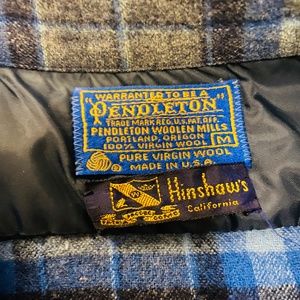 WARRANTED TO BE A
"PENDLETON"
TRADE MARK REG. U.S. PAT. OFF.
PENDLETON WOOLEN MILLS
PORTLAND, OREGON
100% VIRGIN WOOL
M
PURE VIRGIN WOOL
MADE IN U.S.A.
W
Hinshaw's
California